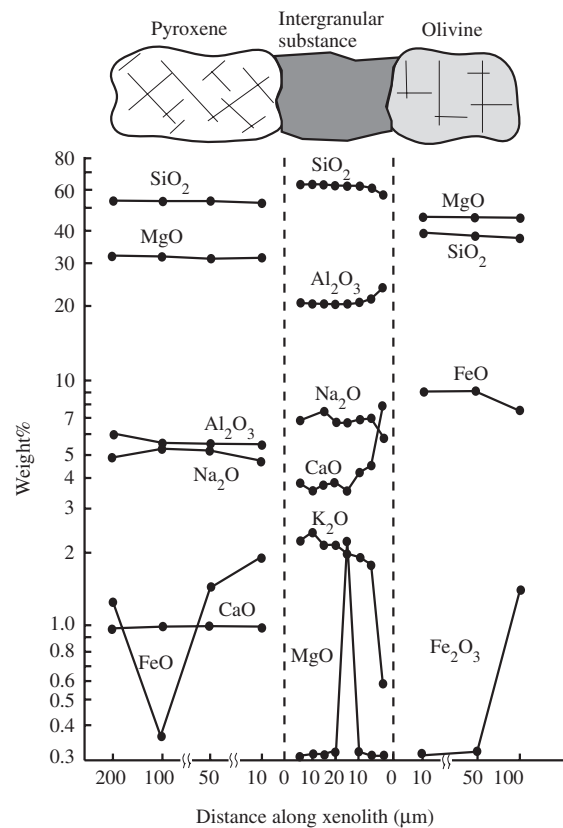 Pyroxene
Intergranular
substance
Olivine
80
60
40
30
20
10
7
5
4
3
2
1.0
0.8
0.6
0.5
0.4
0.3
Weight%
SiO2
MgO
Al2O3
Na2O
CaO
FeO
SiO2
Al2O3
Na2O
CaO
K2O
MgO
MgO
SiO2
FeO
Fe2O3
200 100 50 10 0 10 20 10 0 10 50 100
Distance along xenolith (μm)